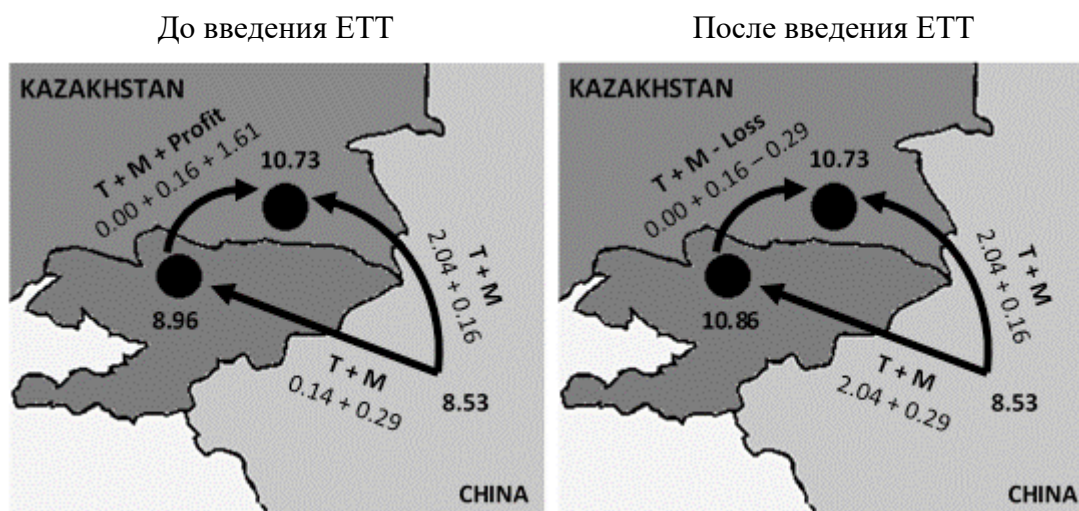 До введения ЕТТ
KAZAKHSTAN
T + M + Profit
0.00 + 0.16 + 1.61
10.73
T + M
2.04 + 0.16
8.96
T + M
0.14 + 0.29
8.53
CHINA
После введения ЕТТ
KAZAKHSTAN
T + M - Loss
0.00 + 0.16 – 0.29
10.73
T + M
2.04 + 0.16
10.86
T + M
2.04 + 0.29
8.53
CHINA